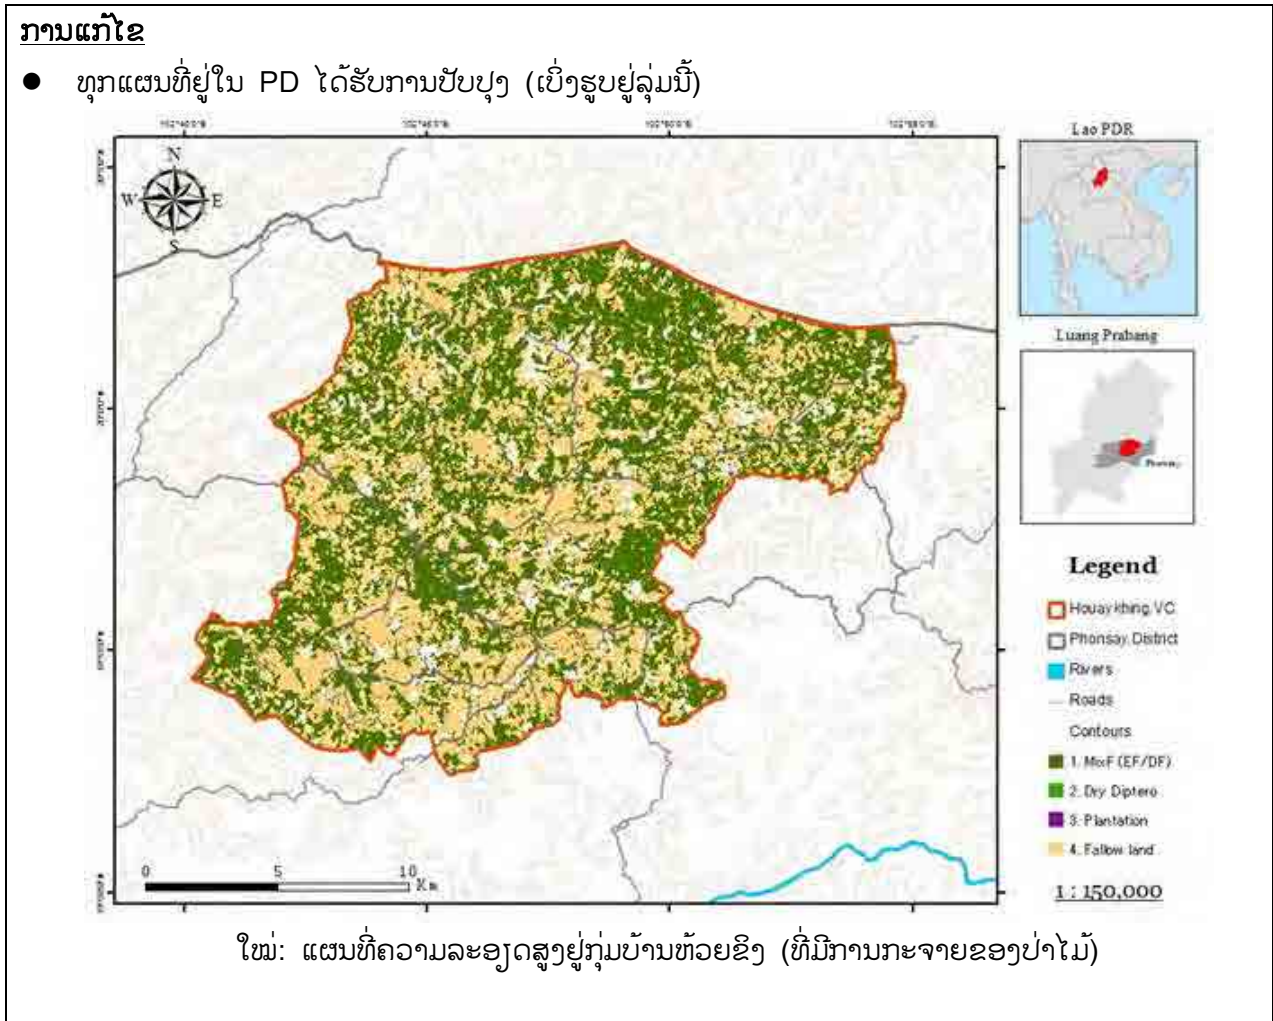 ການແກ້ໄຂ
● ທຸກແຜນທີ່ຢູ່ໃນ PD ໄດ້ຮັບການປັບປຸງ (ເບິ່ງຮູບຢູ່ລຸ່ມນີ້)
N
W E
S
0 5 10
Km
Lao PDR
Luang Prabang
Phonsay
Legend
Houay khing. VC
Phonsay. District
Rivers
Roads
Contours
1. MixF (EF/DF)
2. Dry Diptero
3. Plantation
4. Fallow land
1 : 150,000
ໃໝ່: ແຜນທີ່ຄວາມລະອຽດສູງຢູ່ກຸ່ມບ້ານຫ້ວຍຂິງ (ທີ່ມີການກະຈາຍຂອງປ່າໄມ້)